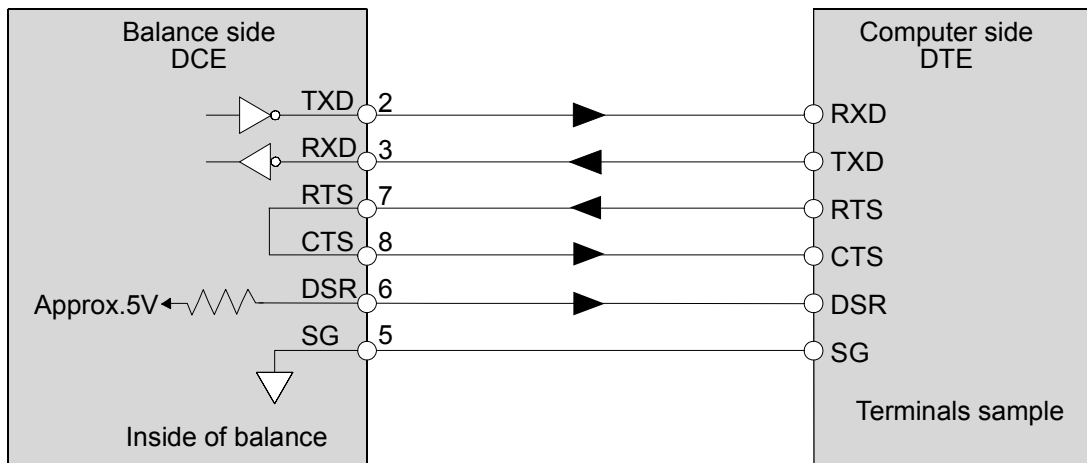 Balance side
DCE
Computer side
DTE
TXD 2
RXD
RXD 3
TXD
RTS 7
RTS
CTS 8
CTS
Approx.5V
DSR 6
DSR
SG 5
SG
Inside of balance
Terminals sample